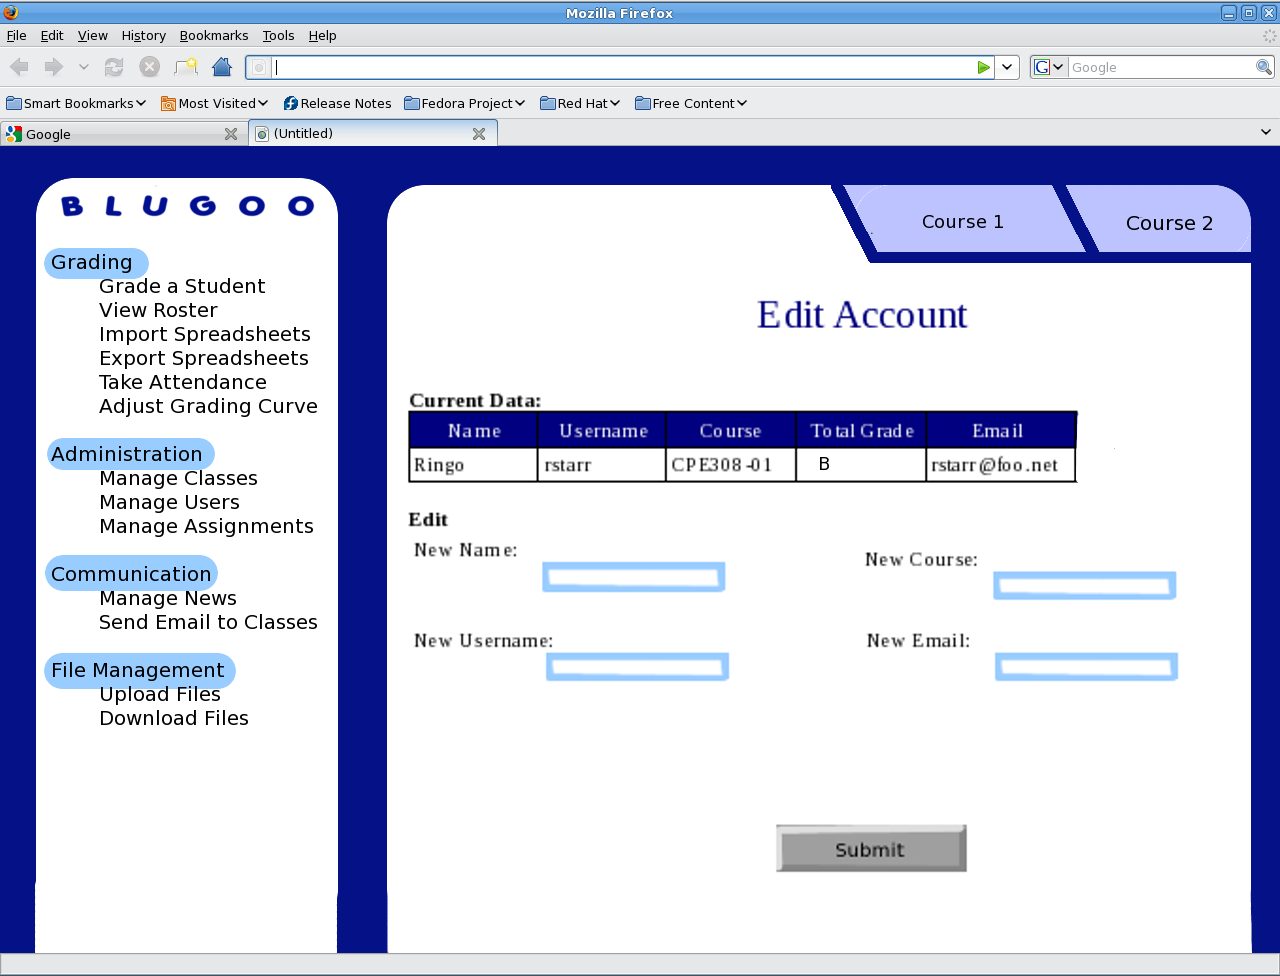 Mozilla Firefox
File Edit View History Bookmarks Tools Help
G Google
Smart Bookmarks Most Visited Release Notes Fedora Project Red Hat Free Content
Google (Untitled)
BLUGOO
Grading
Grade a Student
View Roster
Import Spreadsheets
Export Spreadsheets
Take Attendance
Adjust Grading Curve
Administration
Manage Classes
Manage Users
Manage Assignments
Communication
Manage News
Send Email to Classes
File Management
Upload Files
Download Files
Course 1 Course 2
Edit Account
Current Data:
Name Username Course Total Grade Email
Ringo rstarr CPE308-01 B rstarr@foo.net
Edit
New Name: New Course:
New Username: New Email:
Submit